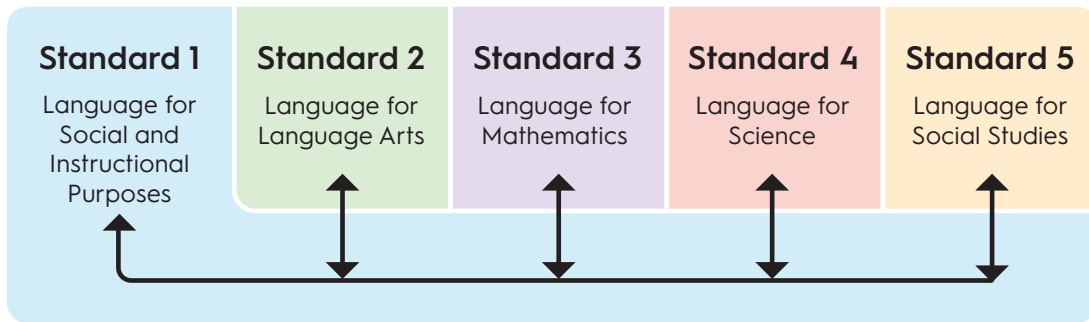 Standard 1
Language for
Social and
Instructional
Purposes
Standard 2
Language for
Language Arts
Standard 3
Language for
Mathematics
Standard 4
Language for
Science
Standard 5
Language for
Social Studies